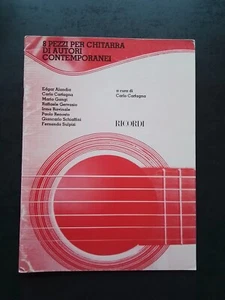 8 PEZZI PER CHITARRA
DI AUTORI
CONTEMPORANEI
Edgar Alandia
Carlo Cattagna
Mario Gangi
Raffaele Gervasio
Irma Ravinale
Paolo Renosto
Giancarlo Schiaffini
Fernando Sulpizi
a cura di
Carlo Carfagna
RICORDI